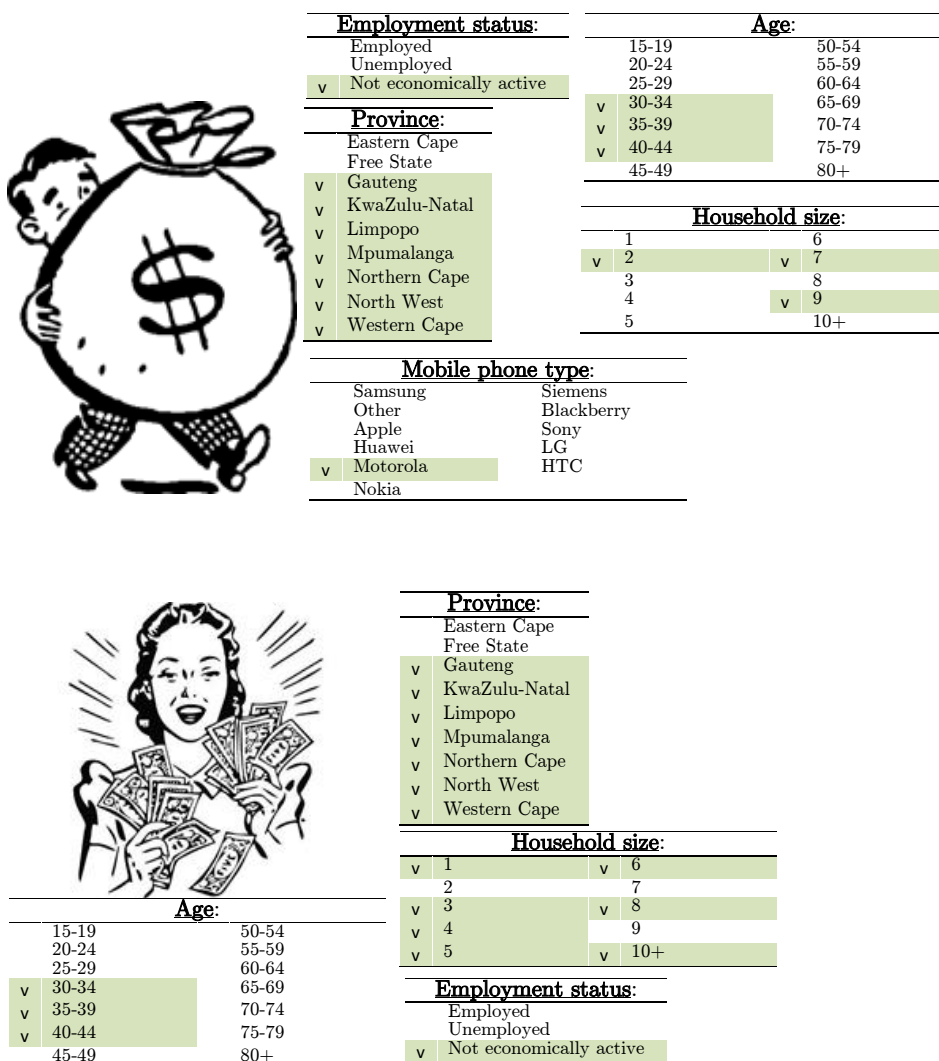 Employment status:
Employed
Unemployed
v Not economically active
Age:
15-19 50-54
20-24 55-59
25-29 60-64
v 30-34 65-69
v 35-39 70-74
v 40-44 75-79
45-49 80+
Province:
Eastern Cape
Free State
v Gauteng
v KwaZulu-Natal
v Limpopo
v Mpumalanga
v Northern Cape
v North West
v Western Cape
Household size:
1 6
v 2 v 7
3 8
4 v 9
5 10+
$
Mobile phone type:
Samsung Siemens
Other Blackberry
Apple Sony
Huawei LG
v Motorola HTC
Nokia
Province:
Eastern Cape
Free State
v Gauteng
v KwaZulu-Natal
v Limpopo
v Mpumalanga
v Northern Cape
v North West
v Western Cape
FIVE
Household size:
v 1 v 6
2 7
v 3 v 8
v 4 9
v 5 v 10+
Age:
15-19 50-54
20-24 55-59
25-29 60-64
v 30-34 65-69
v 35-39 70-74
v 40-44 75-79
45-49 80+
Employment status:
Employed
Unemployed
v Not economically active